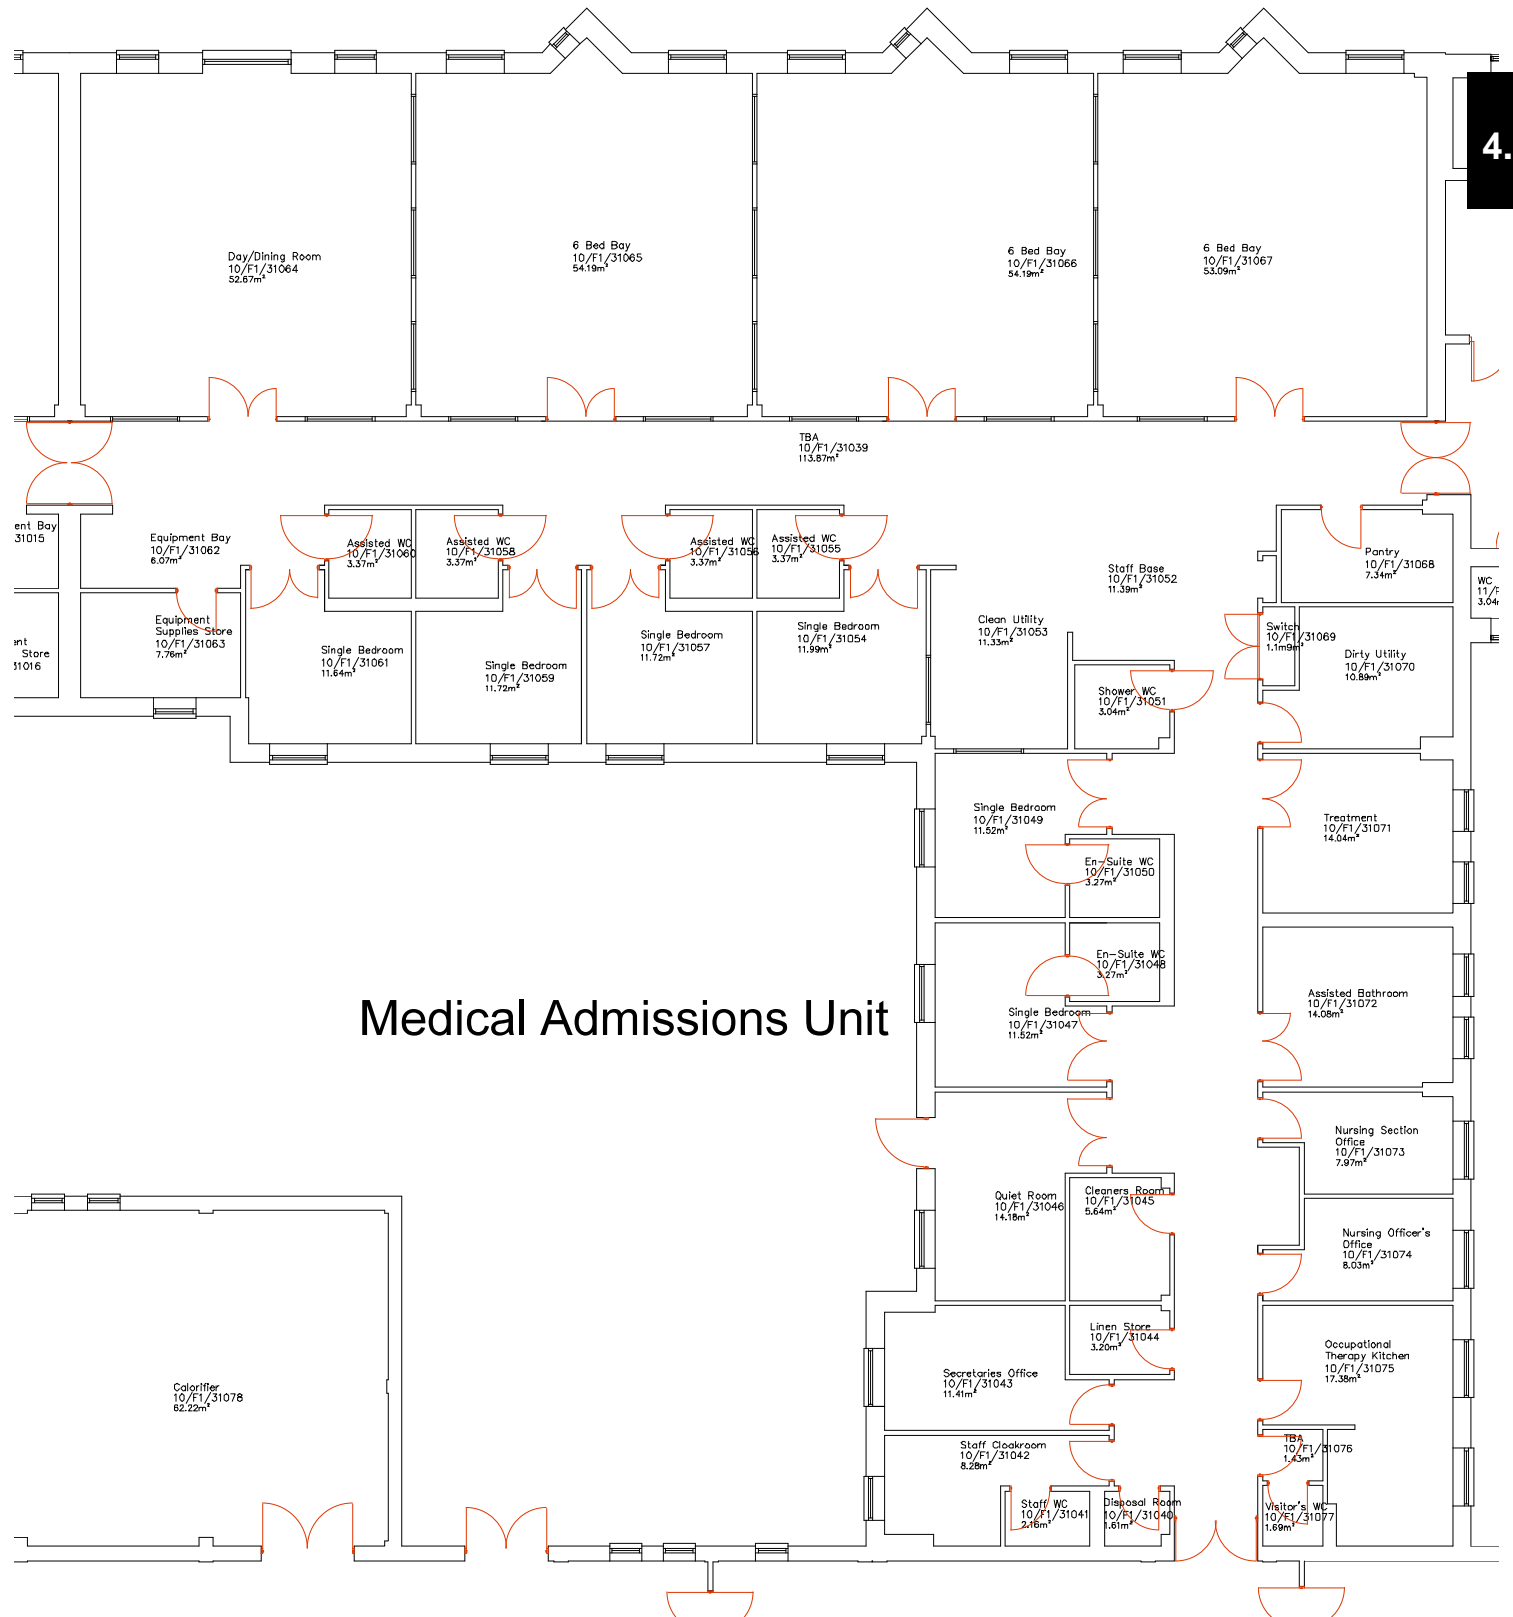 4.
Day/Dining Room
10/F1/31064
52.67m²
6 Bed Bay
10/F1/31065
54.19m²
6 Bed Bay
10/F1/31066
54.19m²
6 Bed Bay
10/F1/31067
53.09m²
TBA
10/F1/31039
113.87m²
ent Bay
31015
Equipment Bay
10/F1/31062
6.07m²
Assisted WC
10/F1/31060
3.37m²
Assisted WC
10/F1/31058
3.37m²
Assisted WC
10/F1/31056
3.37m²
Assisted WC
10/F1/31055
3.37m²
Staff Base
10/F1/31052
11.39m²
Pantry
10/F1/31068
7.34m²
WC
11/F
3.04
ent
Store
31016
Equipment
Supplies Store
10/F1/31063
7.76m²
Single Bedroom
10/F1/31061
11.64m²
Single Bedroom
10/F1/31059
11.72m²
Single Bedroom
10/F1/31057
11.72m²
Single Bedroom
10/F1/31054
11.99m²
Clean Utility
10/F1/31053
11.33m²
Switch
10/F1/31069
1.1m9m²
Dirty Utility
10/F1/31070
10.89m²
Shower WC
10/F1/31051
3.04m²
Single Bedroom
10/F1/31049
11.52m²
Treatment
10/F1/31071
14.04m²
En-Suite WC
10/F1/31050
3.27m²
En-Suite WC
10/F1/31048
3.27m²
Medical Admissions Unit
Single Bedroom
10/F1/31047
11.52m²
Assisted Bathroom
10/F1/31072
14.08m²
Nursing Section
Office
10/F1/31073
7.97m²
Quiet Room
10/F1/31046
14.18m²
Cleaners Room
10/F1/31045
5.64m²
Nursing Officer's
Office
10/F1/31074
8.03m²
Linen Store
10/F1/31044
3.20m²
Occupational
Therapy Kitchen
10/F1/31075
17.38m²
Calorifier
10/F1/31078
62.22m²
Secretaries Office
10/F1/31043
11.41m²
Staff Cloakroom
10/F1/31042
8.28m²
TBA
10/F1/31076
1.43m²
Staff WC
10/F1/31041
2.16m²
Disposal Room
10/F1/31040
1.61m²
Visitor's WC
10/F1/31077
1.69m²